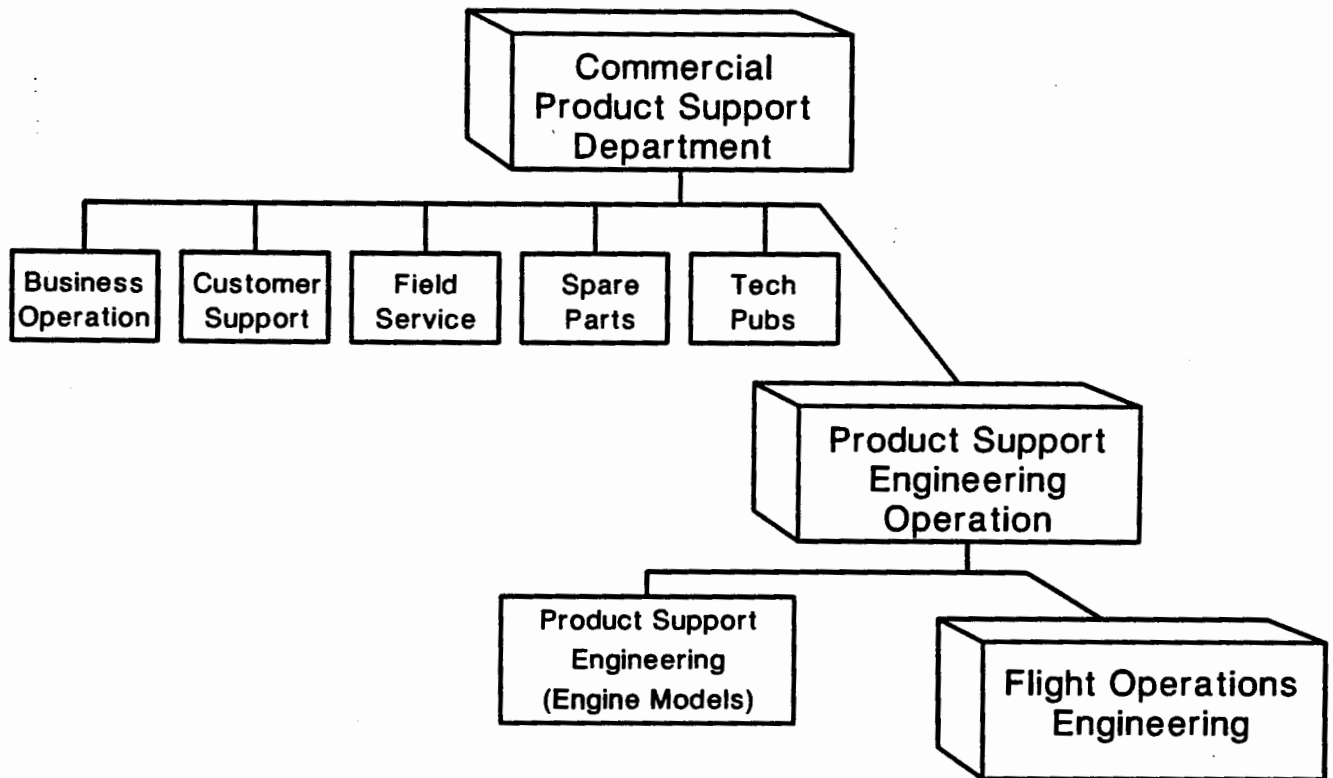 Commercial
Product Support
Department
Business
Operation
Customer
Support
Field
Service
Spare
Parts
Tech
Pubs
Product Support
Engineering
Operation
Product Support
Engineering
(Engine Models)
Flight Operations
Engineering